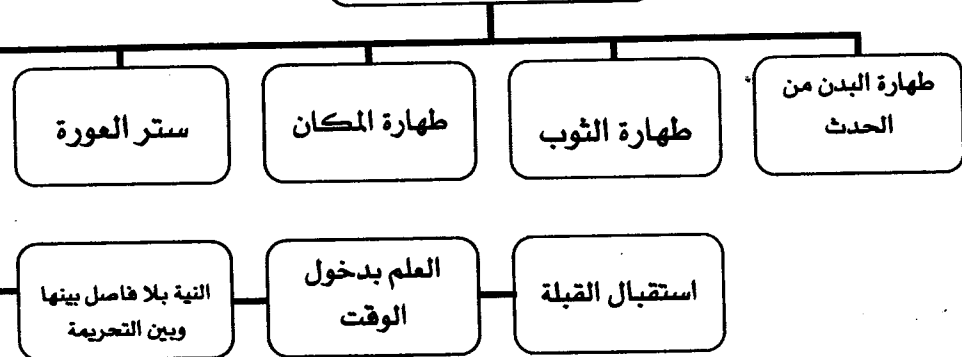 طهارة البدن من
الحدث
طهارة الثوب
طهارة المكان
ستر العورة
استقبال القبلة
العلم بدخول
الوقت
النية بلا فاصل بينها
وبين التحريمة